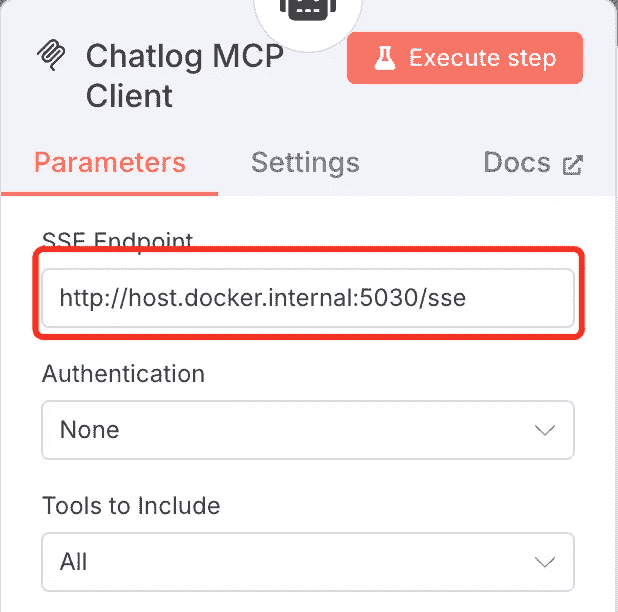 Chatlog MCP
Client
Execute step
Parameters
Settings
Docs
SSE Endpoint
http://host.docker.internal:5030/sse
Authentication
None
Tools to Include
All